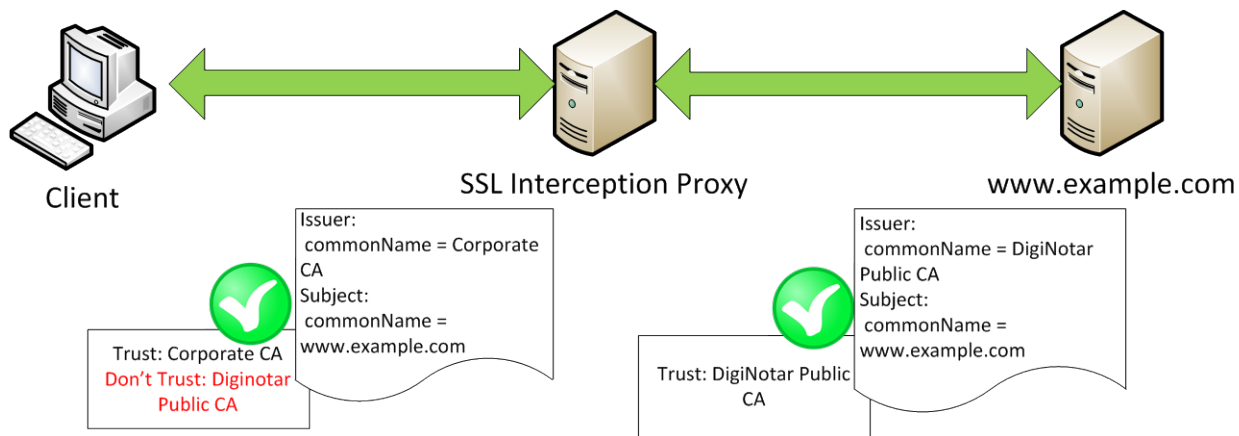 Client
SSL Interception Proxy
www.example.com
Issuer:
commonName = Corporate
CA
Subject:
commonName =
www.example.com
Trust: Corporate CA
Don't Trust: Diginotar
Public CA
Issuer:
commonName = DigiNotar
Public CA
Subject:
commonName =
www.example.com
Trust: DigiNotar Public
CA